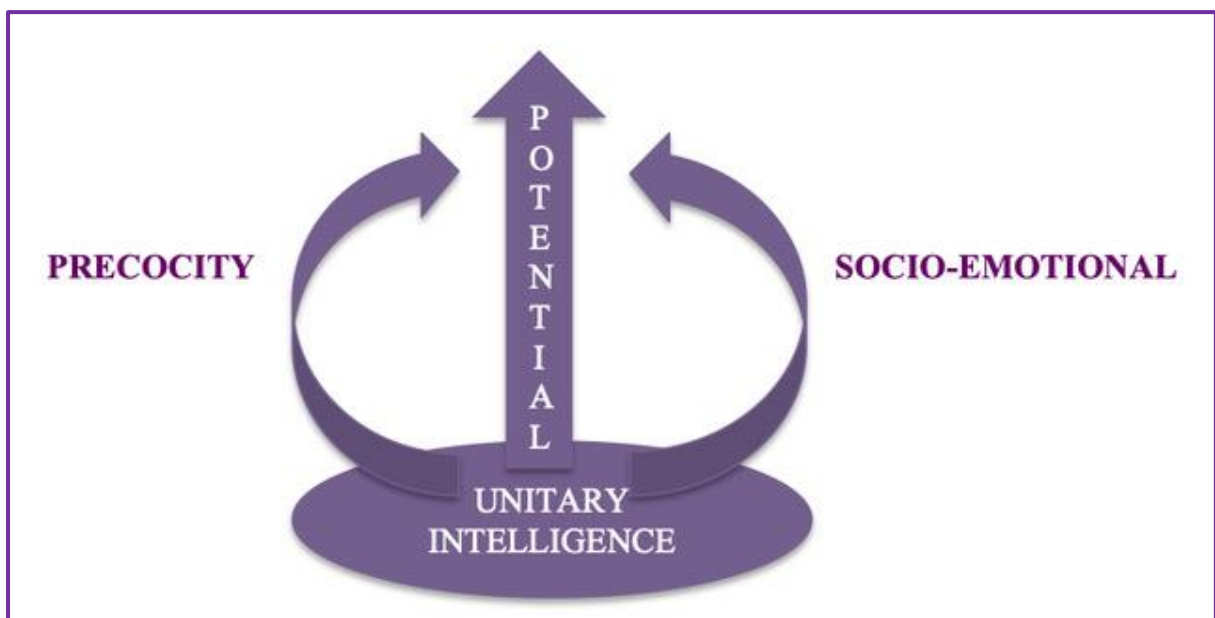 POTENTIAL
PRECOCITY
SOCIO-EMOTIONAL
UNITARY
INTELLIGENCE